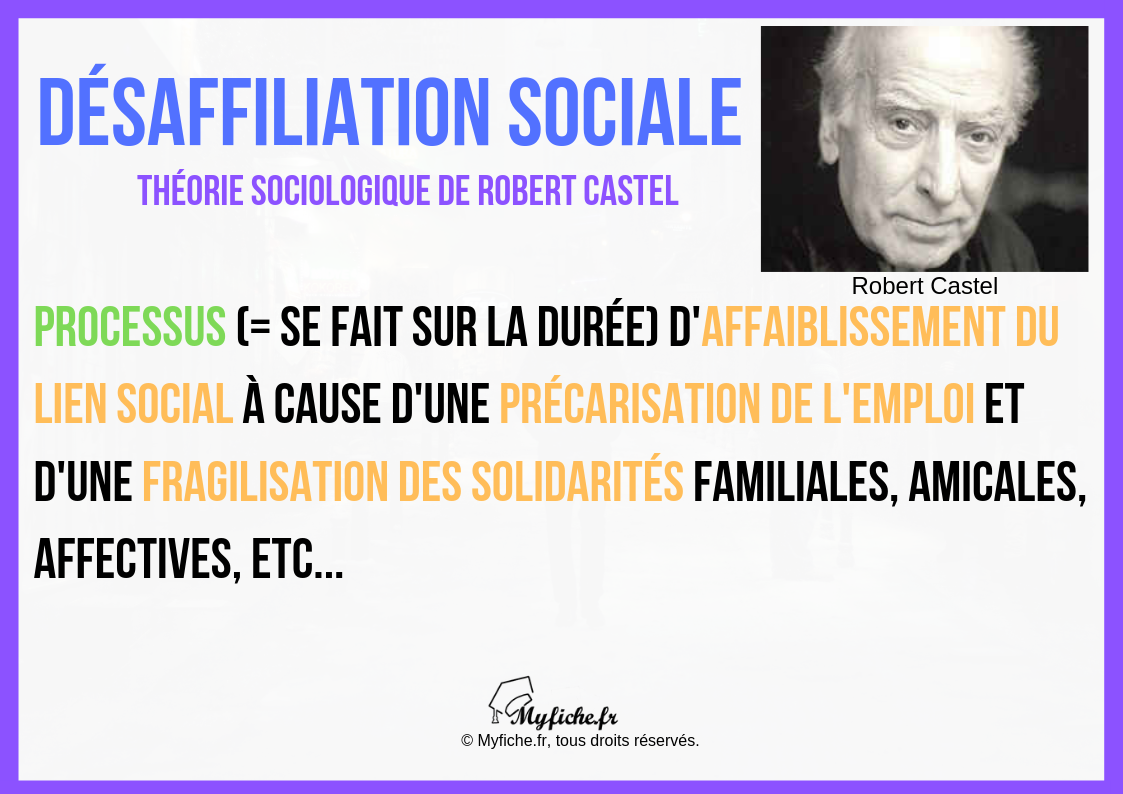 DÉSAFFILIATION SOCIALE
THÉORIE SOCIOLOGIQUE DE ROBERT CASTEL
Robert Castel
PROCESSUS (= SE FAIT SUR LA DURÉE) D'AFFAIBLISSEMENT DU
LIEN SOCIAL À CAUSE D'UNE PRÉCARISATION DE L'EMPLOI ET
D'UNE FRAGILISATION DES SOLIDARITÉS FAMILIALES, AMICALES,
AFFECTIVES, ETC...
Myfiche.fr
© Myfiche.fr, tous droits réservés.